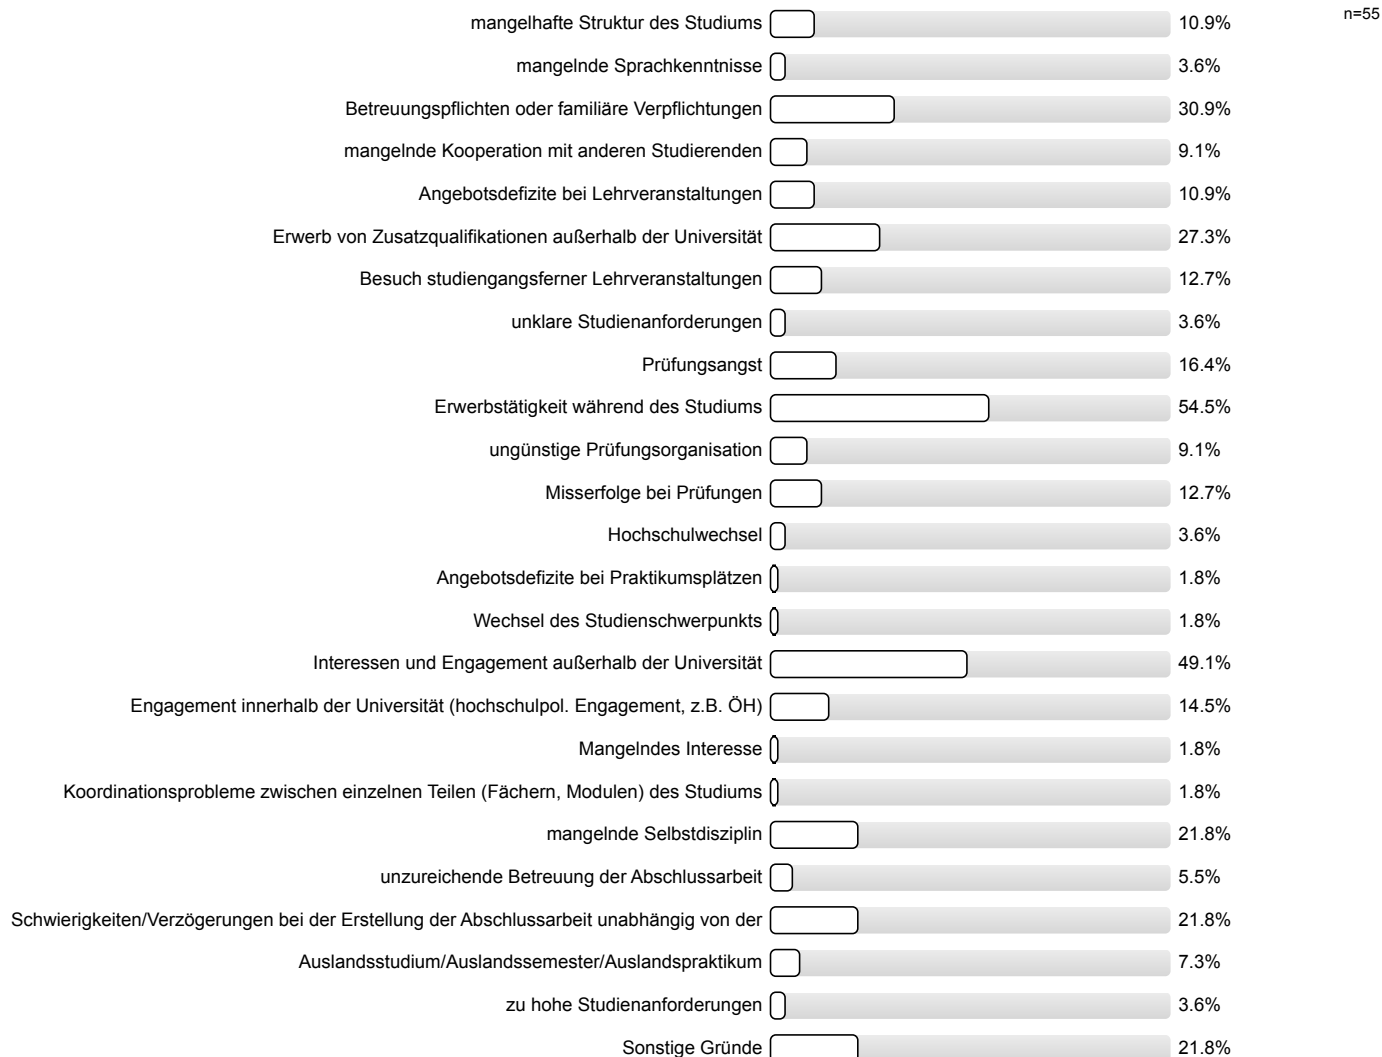 n=55
mangelhafte Struktur des Studiums 10.9%
mangelnde Sprachkenntnisse 3.6%
Betreuungspflichten oder familiäre Verpflichtungen 30.9%
mangelnde Kooperation mit anderen Studierenden 9.1%
Angebotsdefizite bei Lehrveranstaltungen 10.9%
Erwerb von Zusatzqualifikationen außerhalb der Universität 27.3%
Besuch studiengangsferner Lehrveranstaltungen 12.7%
unklare Studienanforderungen 3.6%
Prüfungsangst 16.4%
Erwerbstätigkeit während des Studiums 54.5%
ungünstige Prüfungsorganisation 9.1%
Misserfolge bei Prüfungen 12.7%
Hochschulwechsel 3.6%
Angebotsdefizite bei Praktikumsplätzen 1.8%
Wechsel des Studienschwerpunkts 1.8%
Interessen und Engagement außerhalb der Universität 49.1%
Engagement innerhalb der Universität (hochschulpol. Engagement, z.B. ÖH) 14.5%
Mangelndes Interesse 1.8%
Koordinationsprobleme zwischen einzelnen Teilen (Fächern, Modulen) des Studiums 1.8%
mangelnde Selbstdisziplin 21.8%
unzureichende Betreuung der Abschlussarbeit 5.5%
Schwierigkeiten/Verzögerungen bei der Erstellung der Abschlussarbeit unabhängig von der 21.8%
Auslandsstudium/Auslandssemester/Auslandspraktikum 7.3%
zu hohe Studienanforderungen 3.6%
Sonstige Gründe 21.8%